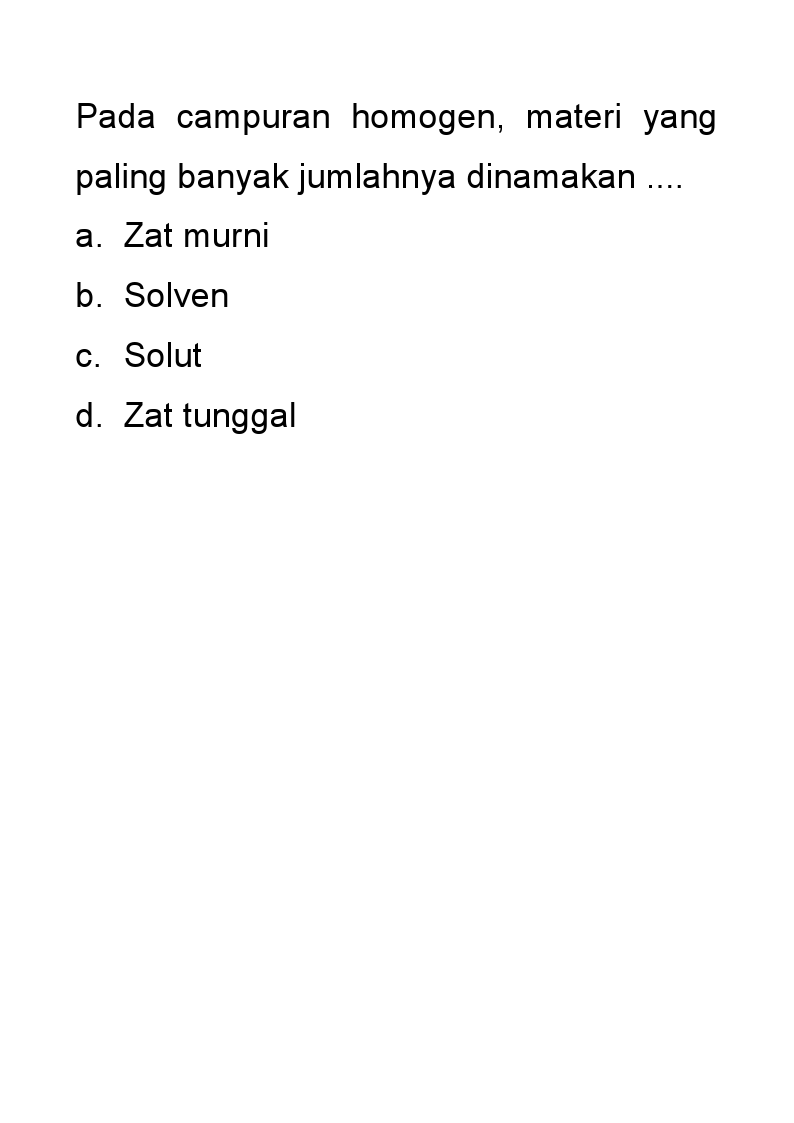 Pada campuran homogen, materi yang
paling banyak jumlahnya dinamakan ....
a. Zat murni
b. Solven
c. Solut
d. Zat tunggal